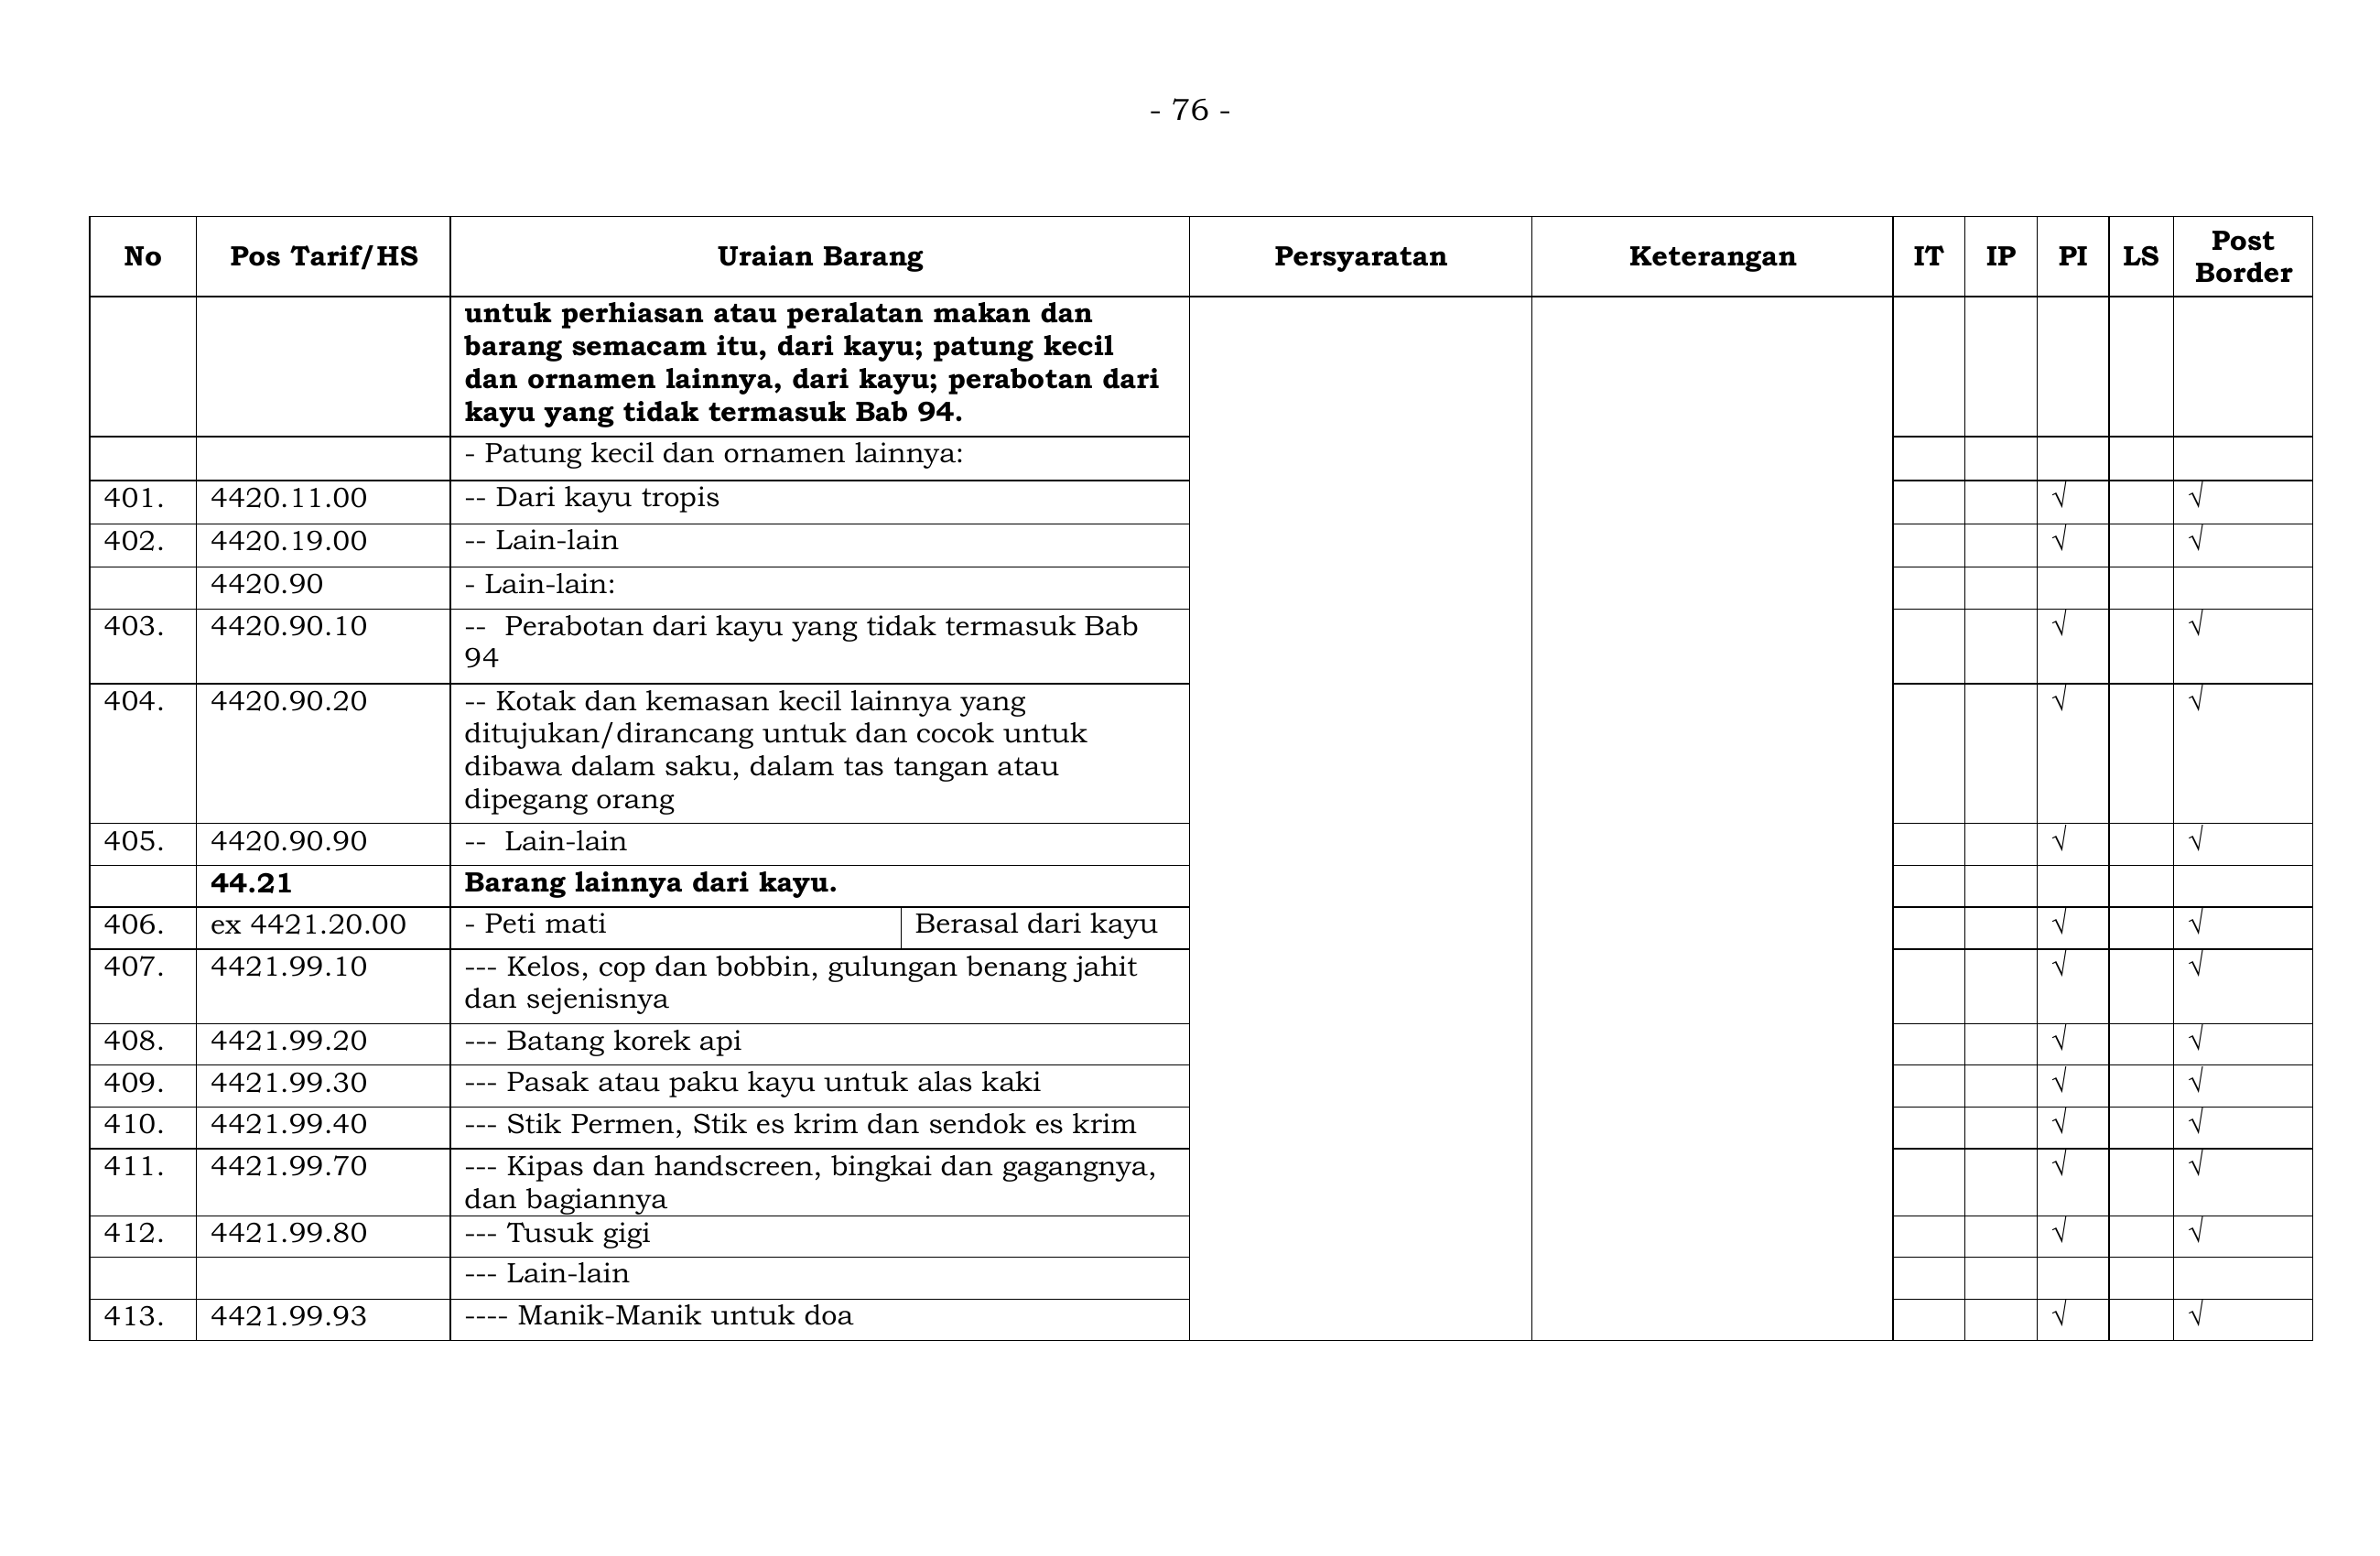 - 76 -
No Pos Tarif/HS Uraian Barang Persyaratan Keterangan IT IP PI LS Post Border
untuk perhiasan atau peralatan makan dan
barang semacam itu, dari kayu; patung kecil
dan ornamen lainnya, dari kayu; perabotan dari
kayu yang tidak termasuk Bab 94.
- Patung kecil dan ornamen lainnya:
401. 4420.11.00 -- Dari kayu tropis √ √
402. 4420.19.00 -- Lain-lain √ √
4420.90 - Lain-lain:
403. 4420.90.10 -- Perabotan dari kayu yang tidak termasuk Bab √ √
94
404. 4420.90.20 -- Kotak dan kemasan kecil lainnya yang √ √
ditujukan/dirancang untuk dan cocok untuk
dibawa dalam saku, dalam tas tangan atau
dipegang orang
405. 4420.90.90 -- Lain-lain √ √
44.21 Barang lainnya dari kayu.
406. ex 4421.20.00 - Peti mati Berasal dari kayu √ √
407. 4421.99.10 --- Kelos, cop dan bobbin, gulungan benang jahit √ √
dan sejenisnya
408. 4421.99.20 --- Batang korek api √ √
409. 4421.99.30 --- Pasak atau paku kayu untuk alas kaki √ √
410. 4421.99.40 --- Stik Permen, Stik es krim dan sendok es krim √ √
411. 4421.99.70 --- Kipas dan handscreen, bingkai dan gagangnya, √ √
dan bagiannya
412. 4421.99.80 --- Tusuk gigi √ √
--- Lain-lain
413. 4421.99.93 ---- Manik-Manik untuk doa √ √